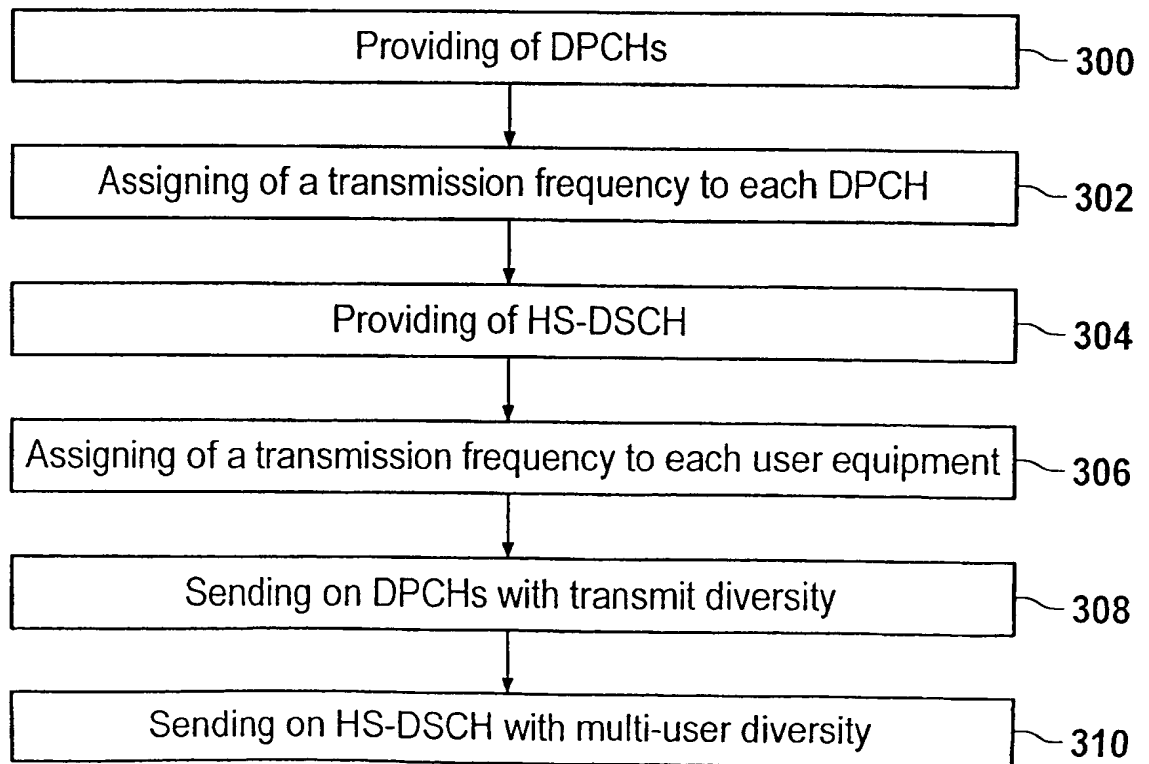 Providing of DPCHs
300
Assigning of a transmission frequency to each DPCH
302
Providing of HS-DSCH
304
Assigning of a transmission frequency to each user equipment
306
Sending on DPCHs with transmit diversity
308
Sending on HS-DSCH with multi-user diversity
310